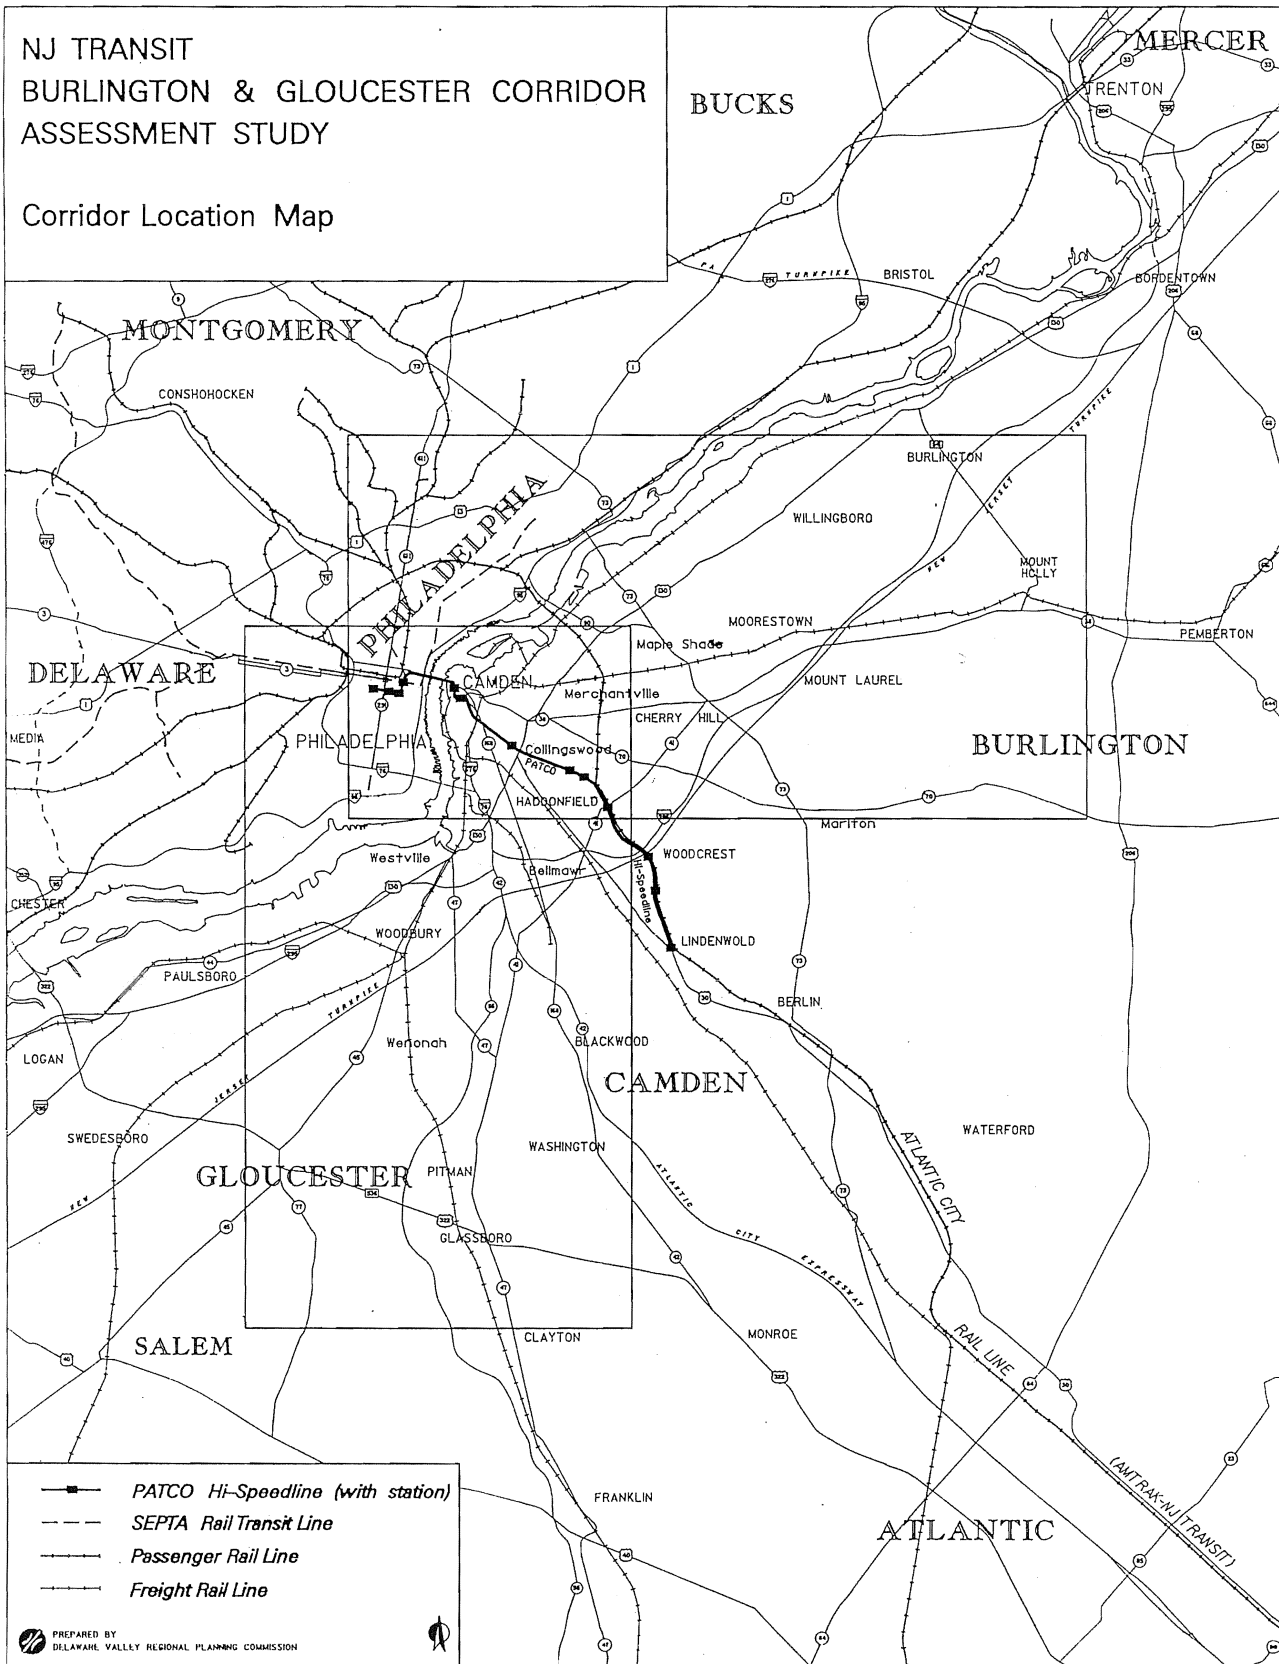 NJ TRANSIT
BURLINGTON & GLOUCESTER CORRIDOR
ASSESSMENT STUDY
Corridor Location Map
MERCER
TRENTON
BUCKS
PA TURNPIKE
BRISTOL
BORDENTOWN
MONTGOMERY
CONSHOHOCKEN
BURLINGTON
NEW JERSEY TURNPIKE
PHILADELPHIA
WILLINGBORO
MOUNT
HOLLY
MOORESTOWN
PEMBERTON
Maple Shade
DELAWARE
CAMDEN
Merchantville
MOUNT LAUREL
CHERRY HILL
MEDIA
PHILADELPHIA
Collingswood
PATCO
BURLINGTON
HADDONFIELD
Marlton
WOODCREST
Westville
Bellmawr
Hi-Speedline
CHESTER
WOODBURY
LINDENWOLD
PAULSBORO
BERLIN
TURNPIKE
Wenonah
BLACKWOOD
LOGAN
CAMDEN
JERSEY
SWEDESBORO
WASHINGTON
WATERFORD
ATLANTIC CITY
GLOUCESTER
PITMAN
NEW
ATLANTIC CITY EXPRESSWAY
GLASSBORO
SALEM
CLAYTON
MONROE
RAIL LINE
(AMTRAK-NJ TRANSIT)
FRANKLIN
ATLANTIC
PATCO Hi-Speedline (with station)
SEPTA Rail Transit Line
Passenger Rail Line
Freight Rail Line
PREPARED BY
DELAWARE VALLEY REGIONAL PLANNING COMMISSION